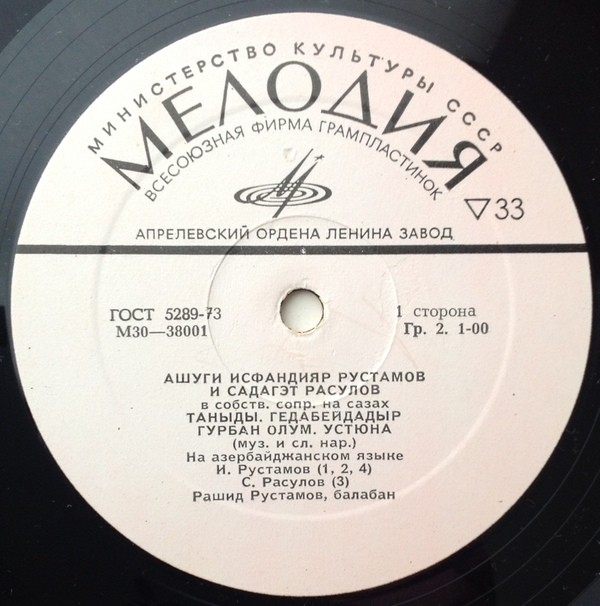 МИНИСТЕРСТВО КУЛЬТУРЫ СССР
МЕЛОДИЯ
ВСЕСОЮЗНАЯ ФИРМА ГРАМПЛАСТИНОК
▽33
АПРЕЛЕВСКИЙ ОРДЕНА ЛЕНИНА ЗАВОД
ГОСТ 5289-73
М30—38001
1 сторона
Гр. 2. 1-00
АШУГИ ИСФАНДИЯР РУСТАМОВ
И САДАГЭТ РАСУЛОВ
в собств. сопр. на сазах
ТАНЫДЫ. ГЕДАБЕЙДАДЫР
ГУРБАН ОЛУМ. УСТЮНА
(муз. и сл. нар.)
На азербайджанском языке
И. Рустамов (1, 2, 4)
С. Расулов (3)
Рашид Рустамов, балабан